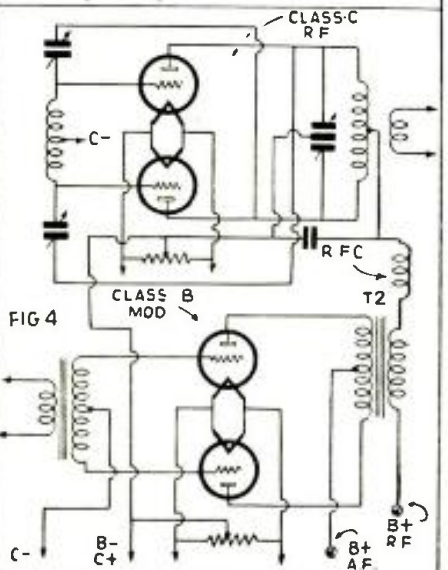 CLASS-C
RF
C-
RFC
CLASS B
MOD
T2
FIG 4
C-
B-
C+
B+
AF
B+
RF